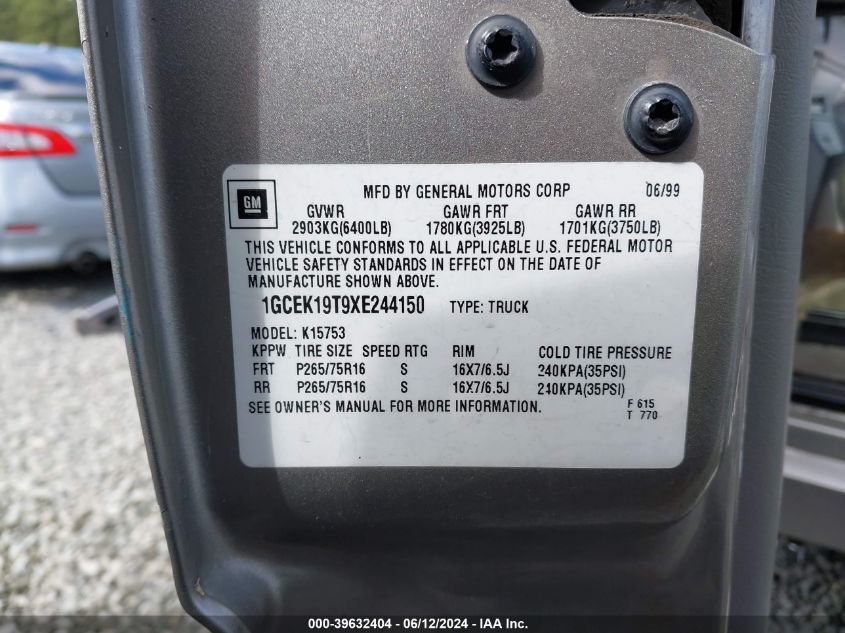 GM
MFD BY GENERAL MOTORS CORP 06/99
GVWR GAWR FRT GAWR RR
2903KG(6400LB) 1780KG(3925LB) 1701KG(3750LB)
THIS VEHICLE CONFORMS TO ALL APPLICABLE U.S. FEDERAL MOTOR
VEHICLE SAFETY STANDARDS IN EFFECT ON THE DATE OF
MANUFACTURE SHOWN ABOVE.
1GCEK19T9XE244150 TYPE: TRUCK
MODEL: K15753
KPPW TIRE SIZE SPEED RTG RIM COLD TIRE PRESSURE
FRT P265/75R16 S 16X7/6.5J 240KPA(35PSI)
RR P265/75R16 S 16X7/6.5J 240KPA(35PSI)
SEE OWNER'S MANUAL FOR MORE INFORMATION.
F 615
T 770
000-39632404 - 06/12/2024 - IAA Inc.